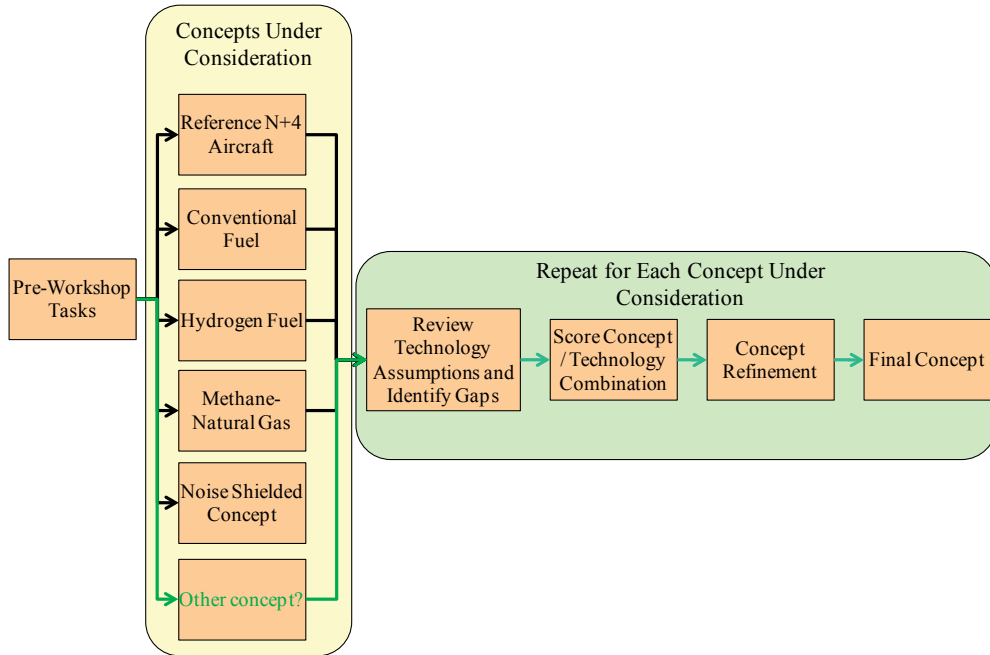 Concepts Under
Consideration
Reference N+4
Aircraft
Conventional
Fuel
Pre-Workshop
Tasks
Hydrogen Fuel
Methane-
Natural Gas
Noise Shielded
Concept
Other concept?
Repeat for Each Concept Under
Consideration
Review
Technology
Assumptions and
Identify Gaps
Score Concept
/ Technology
Combination
Concept
Refinement
Final Concept